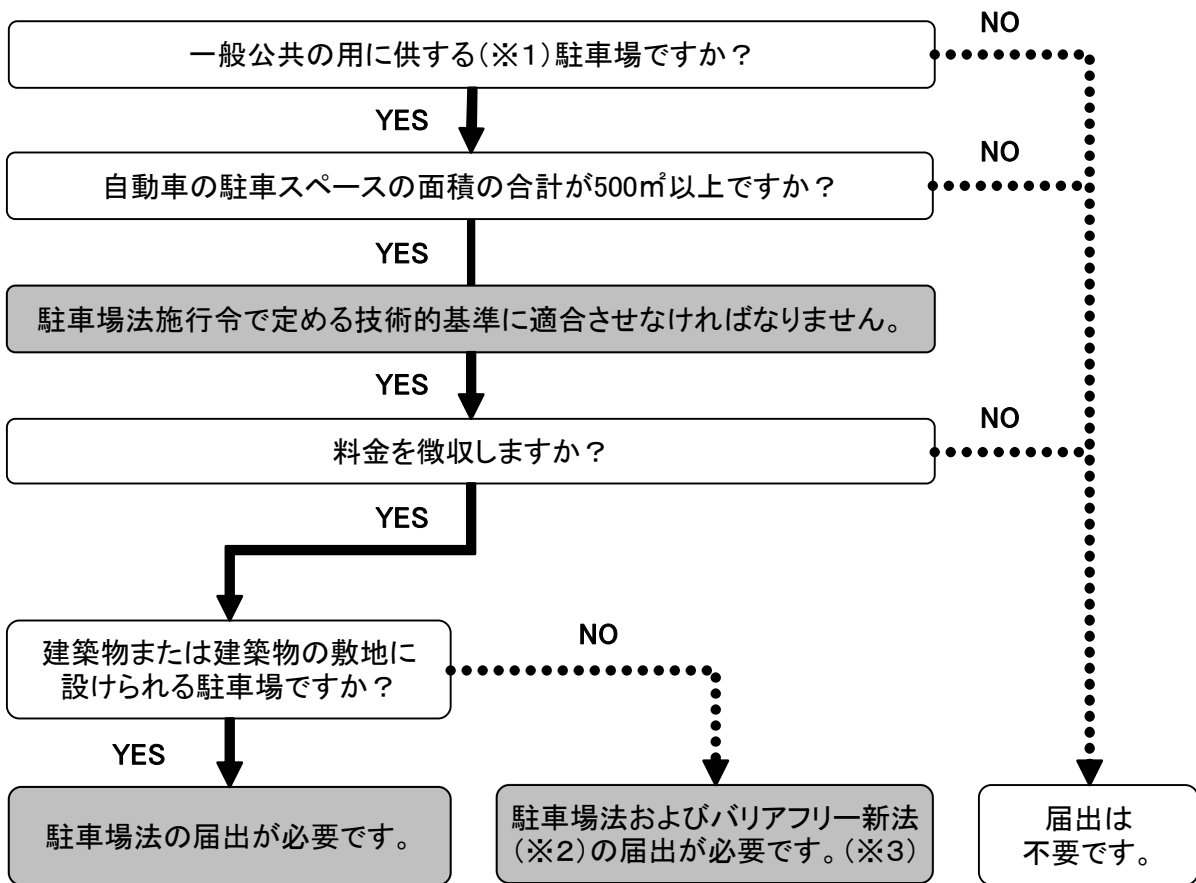 NO
一般公共の用に供する(※1)駐車場ですか?
YES
NO
自動車の駐車スペースの面積の合計が500㎡以上ですか?
YES
駐車場法施行令で定める技術的基準に適合させなければなりません。
YES
NO
料金を徴収しますか?
YES
建築物または建築物の敷地に
設けられる駐車場ですか?
NO
YES
駐車場法の届出が必要です。
駐車場法およびバリアフリー新法
(※2)の届出が必要です。(※3)
届出は
不要です。